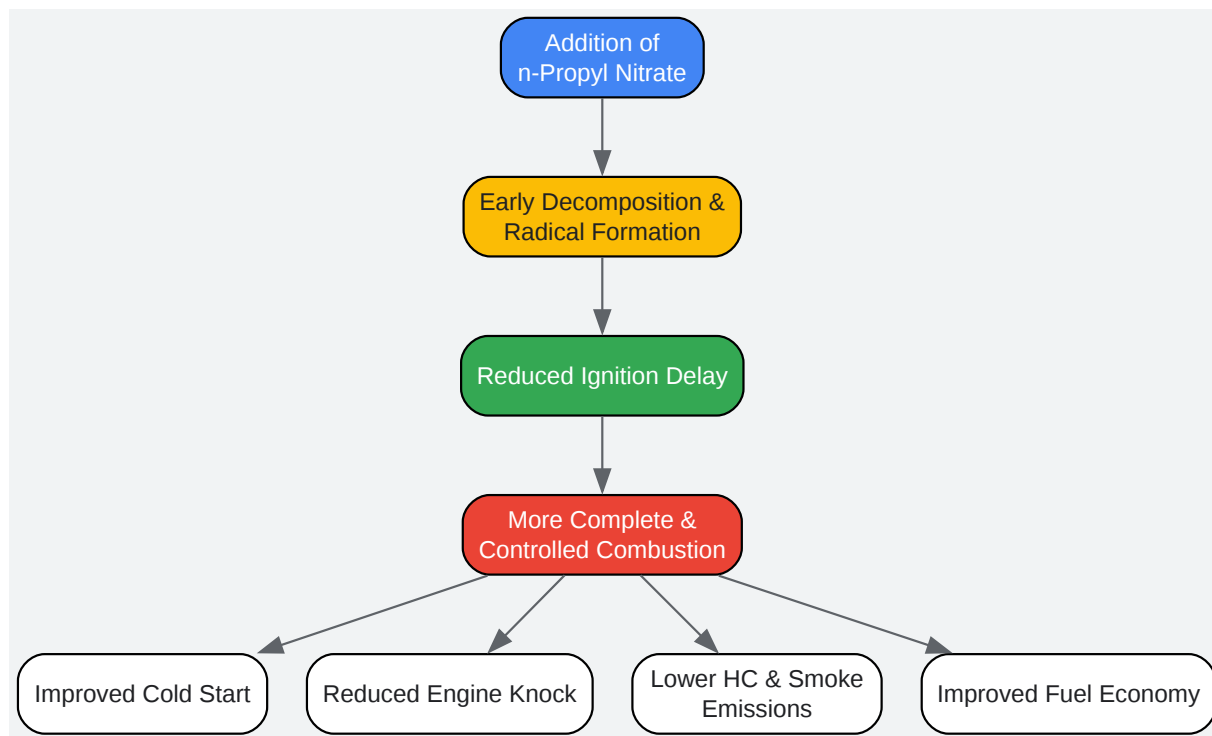 Addition of
n-Propyl Nitrate
Early Decomposition &
Radical Formation
Reduced Ignition Delay
More Complete &
Controlled Combustion
Improved Cold Start
Reduced Engine Knock
Lower HC & Smoke
Emissions
Improved Fuel Economy